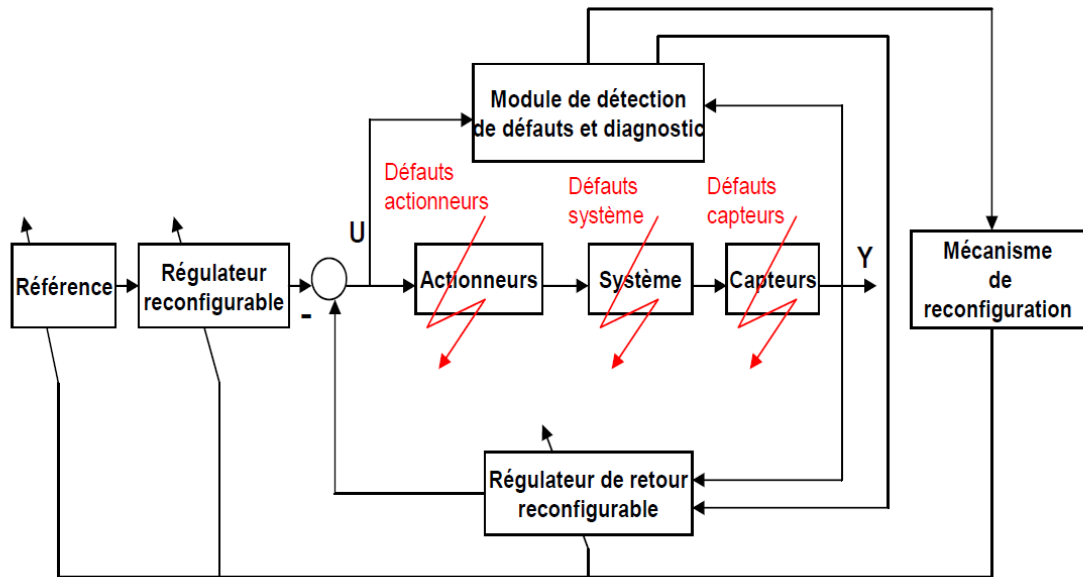 Module de détection
de défauts et diagnostic
Défauts
actionneurs
Défauts
système
Défauts
capteurs
U
Y
Référence
Régulateur
reconfigurable
-
Actionneurs
Système
Capteurs
Mécanisme
de
reconfiguration
Régulateur de retour
reconfigurable